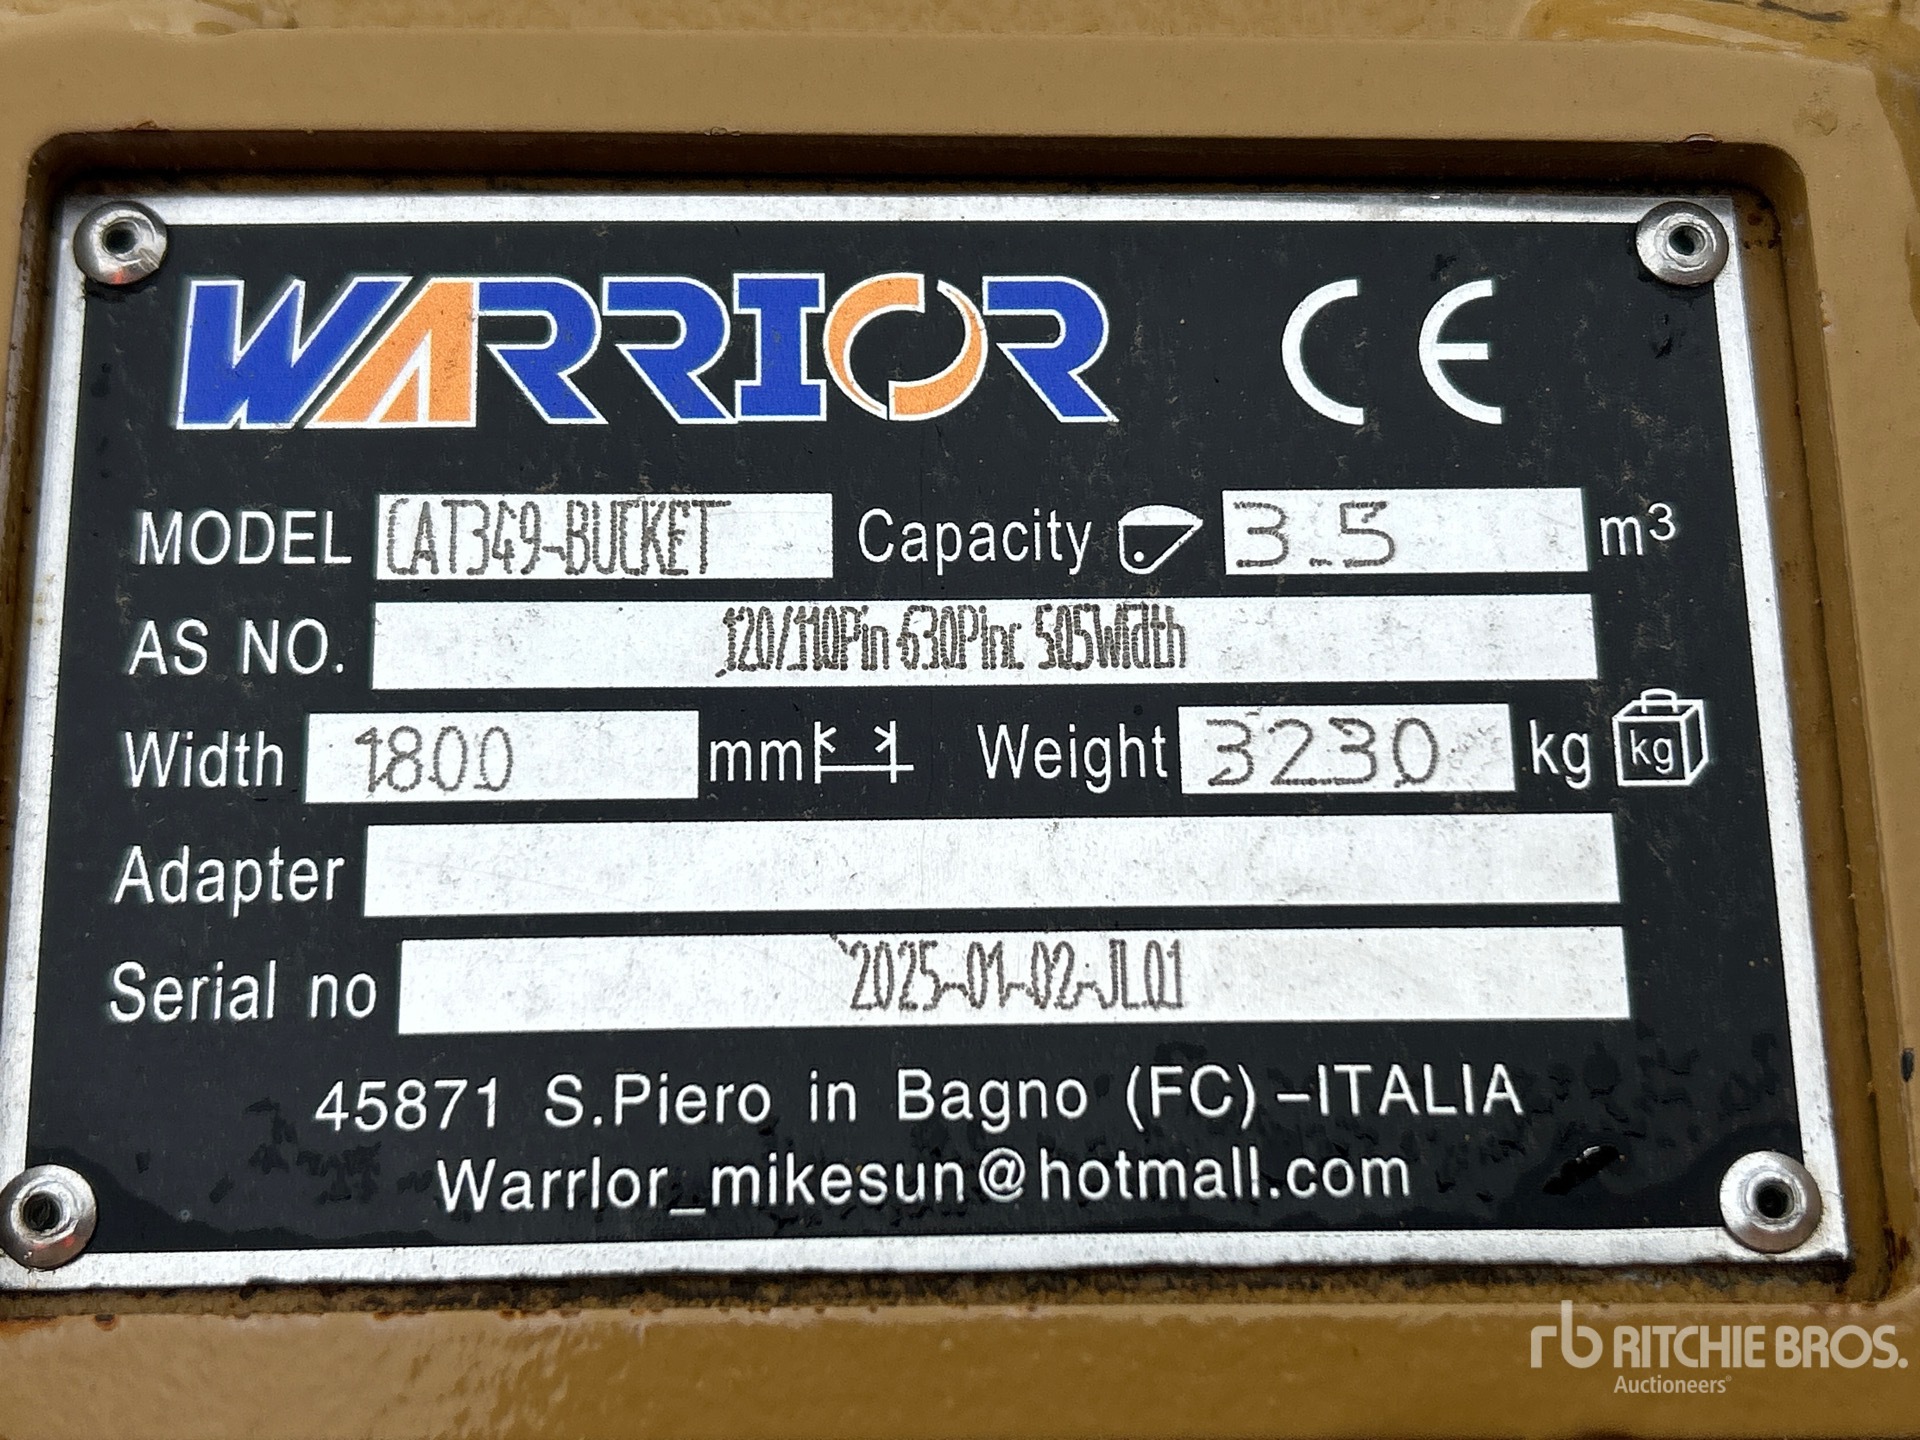 WARRIOR CE
MODEL CAT349-BUCKET Capacity 3.5 m³
AS NO. 120/110Pin 630Pinc 505Width
Width 1800 mm Weight 3230 kg kg
Adapter
Serial no 2025-01-02-JL01
45871 S.Piero in Bagno (FC) –ITALIA
Warrlor_mikesun@hotmall.com
rb RITCHIE BROS.
Auctioneers